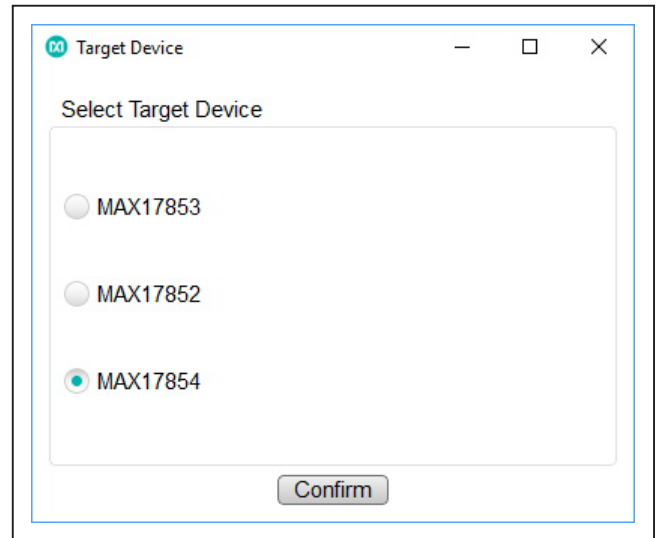 Target Device
Select Target Device
MAX17853
MAX17852
MAX17854
Confirm